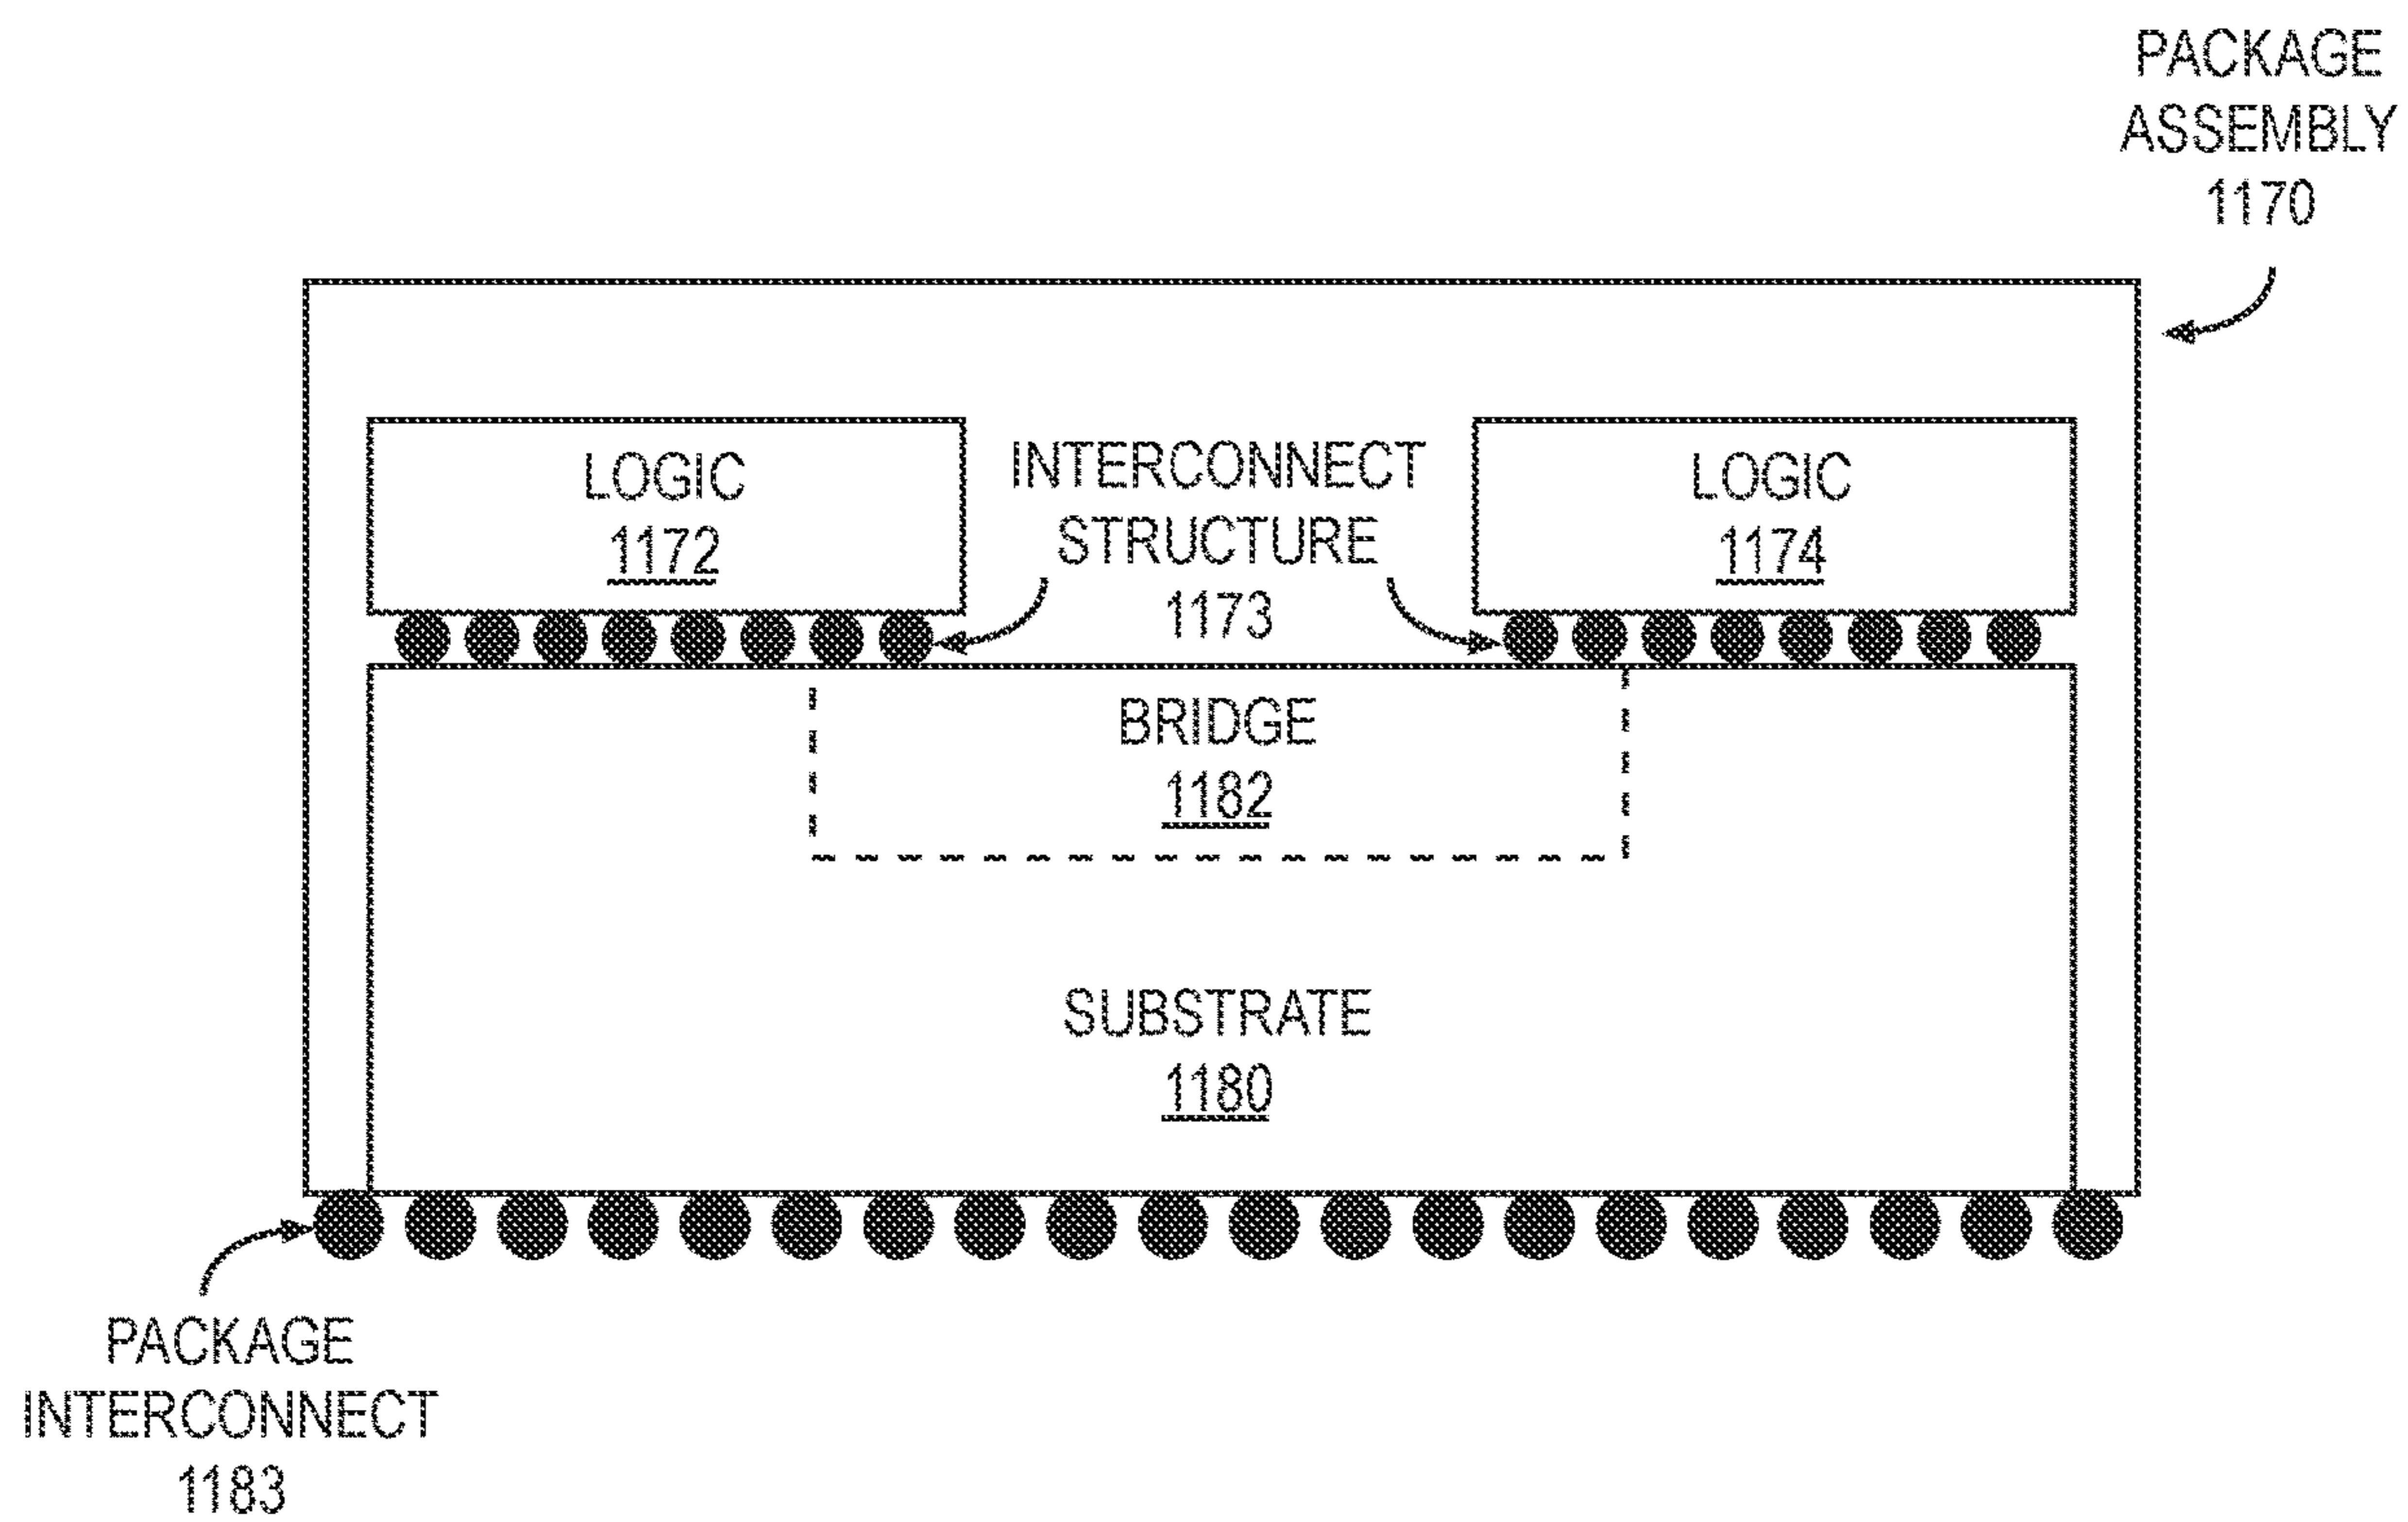 PACKAGE
ASSEMBLY
1170
LOGIC
1172
INTERCONNECT
STRUCTURE
1173
LOGIC
1174
BRIDGE
1182
SUBSTRATE
1180
PACKAGE
INTERCONNECT
1183